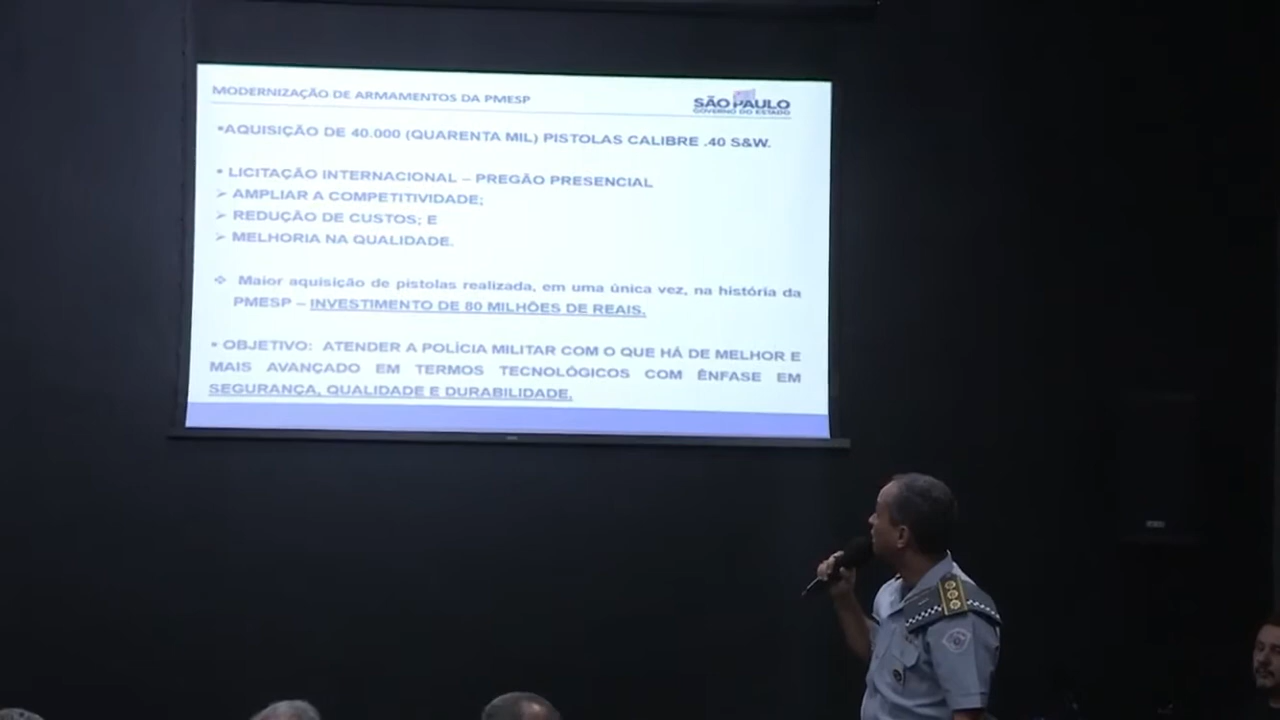 MODERNIZAÇÃO DE ARMAMENTOS DA PMESP
SÃO PAULO
GOVERNO DO ESTADO
▪AQUISIÇÃO DE 40.000 (QUARENTA MIL) PISTOLAS CALIBRE .40 S&W.
▪ LICITAÇÃO INTERNACIONAL – PREGÃO PRESENCIAL
➢ AMPLIAR A COMPETITIVIDADE;
➢ REDUÇÃO DE CUSTOS; E
➢ MELHORIA NA QUALIDADE.
❖ Maior aquisição de pistolas realizada, em uma única vez, na história da
PMESP – INVESTIMENTO DE 80 MILHÕES DE REAIS.
▪ OBJETIVO: ATENDER A POLÍCIA MILITAR COM O QUE HÁ DE MELHOR E
MAIS AVANÇADO EM TERMOS TECNOLÓGICOS COM ÊNFASE EM
SEGURANÇA, QUALIDADE E DURABILIDADE.